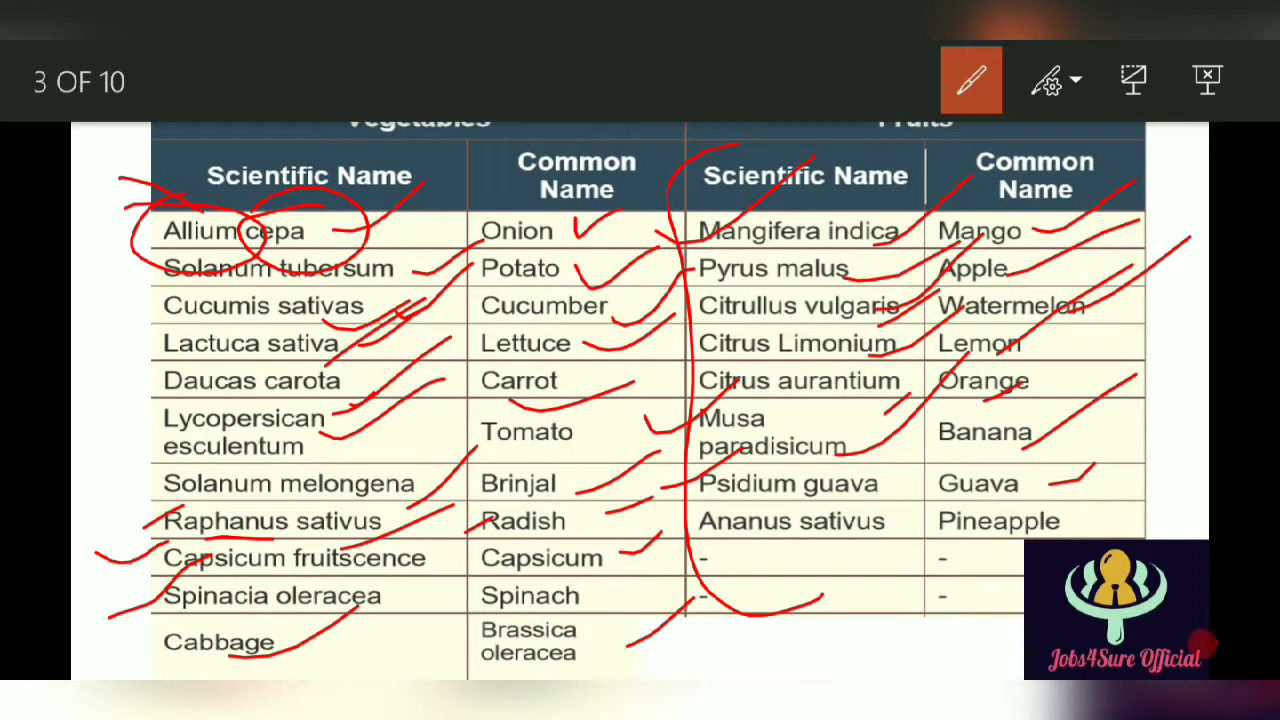 3 OF 10
Vegetables Fruits
Scientific Name Common Name Scientific Name Common Name
Allium cepa Onion Mangifera indica Mango
Solanum tubersum Potato Pyrus malus Apple
Cucumis sativas Cucumber Citrullus vulgaris Watermelon
Lactuca sativa Lettuce Citrus Limonium Lemon
Daucas carota Carrot Citrus aurantium Orange
Lycopersican esculentum Tomato Musa paradisicum Banana
Solanum melongena Brinjal Psidium guava Guava
Raphanus sativus Radish Ananus sativus Pineapple
Capsicum fruitscence Capsicum - -
Spinacia oleracea Spinach - -
Cabbage Brassica oleracea
Jobs4Sure Official